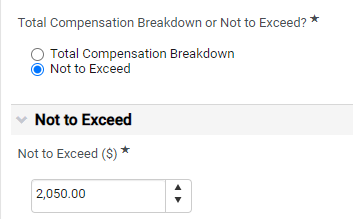 Total Compensation Breakdown or Not to Exceed? ★
Total Compensation Breakdown
Not to Exceed
Not to Exceed
Not to Exceed ($) ★
2,050.00